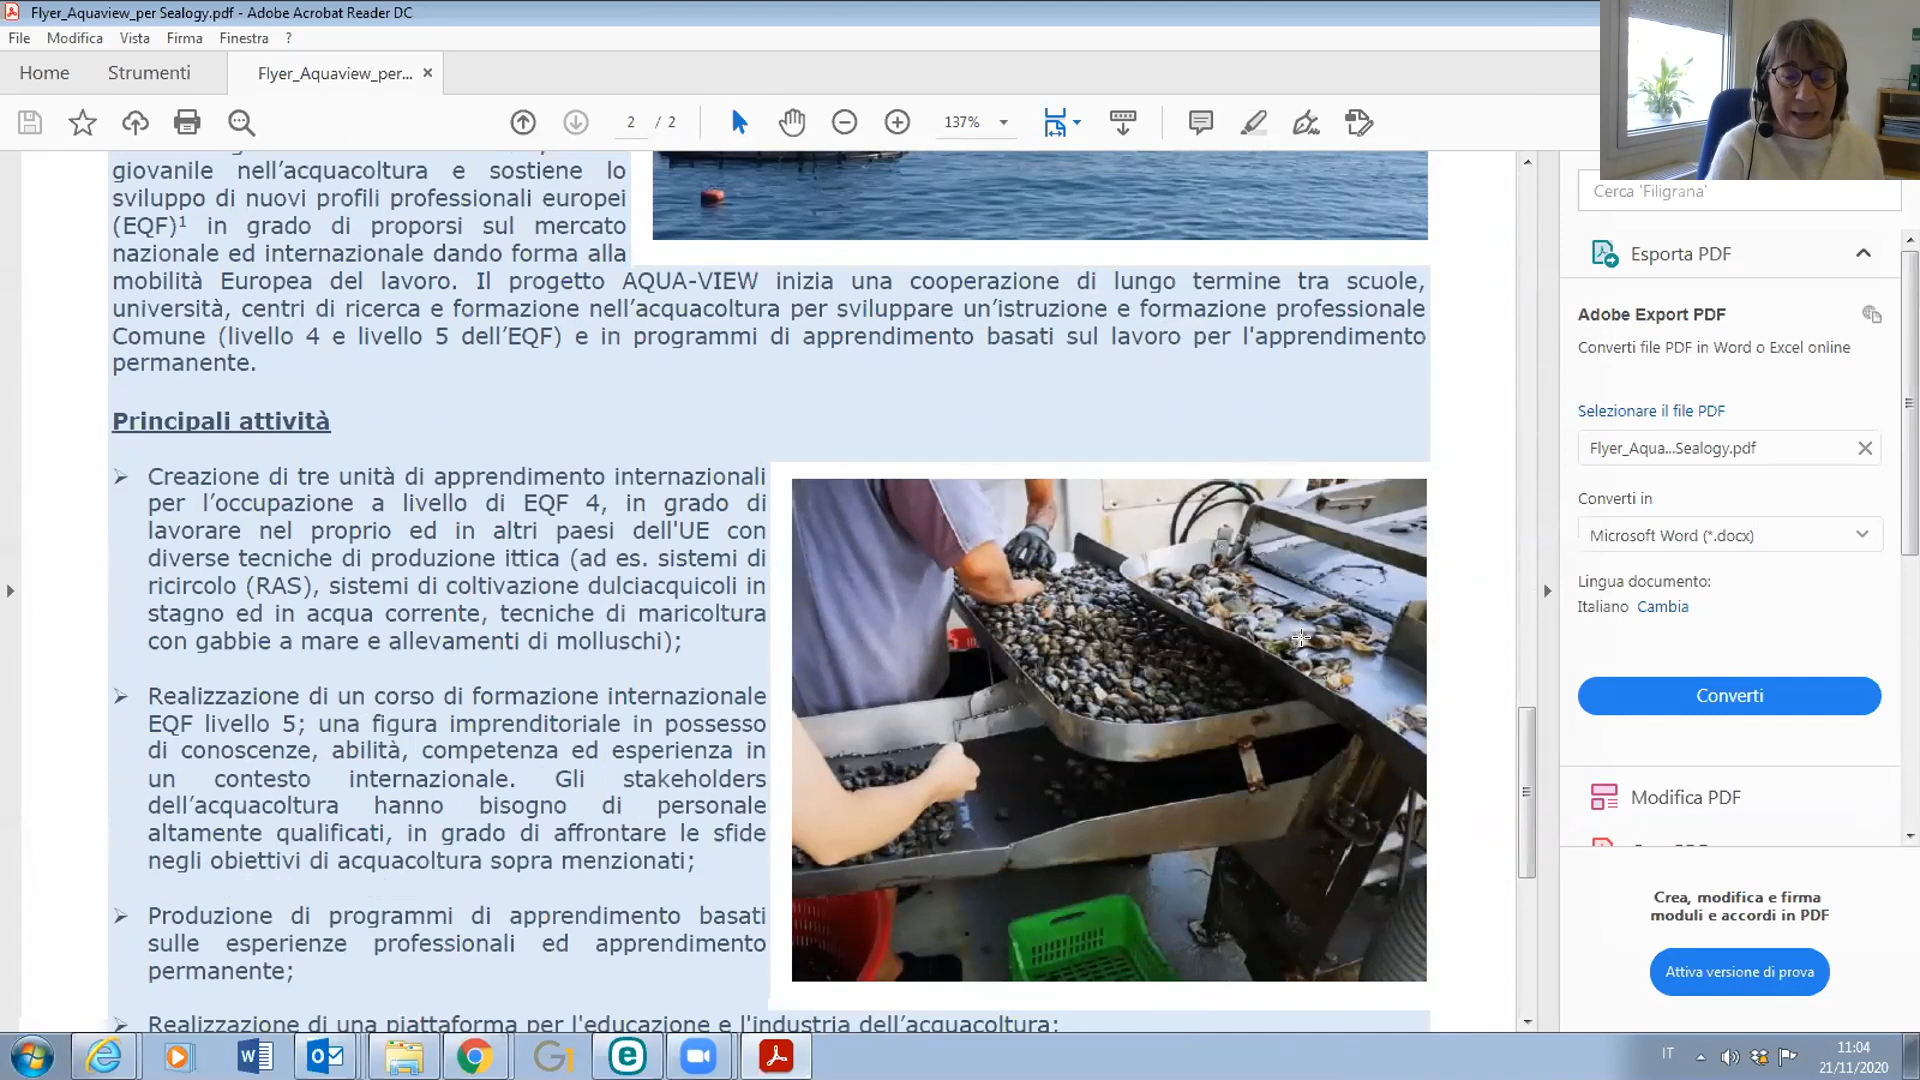 Flyer_Aquaview_per Sealogy.pdf - Adobe Acrobat Reader DC
File Modifica Vista Firma Finestra ?
Home Strumenti Flyer_Aquaview_per... ×
2 / 2 137%
giovanile nell'acquacoltura e sostiene lo
sviluppo di nuovi profili professionali europei
(EQF)¹ in grado di proporsi sul mercato
nazionale ed internazionale dando forma alla
mobilità Europea del lavoro. Il progetto AQUA-VIEW inizia una cooperazione di lungo termine tra scuole,
università, centri di ricerca e formazione nell'acquacoltura per sviluppare un'istruzione e formazione professionale
Comune (livello 4 e livello 5 dell'EQF) e in programmi di apprendimento basati sul lavoro per l'apprendimento
permanente.
Principali attività
➢ Creazione di tre unità di apprendimento internazionali
per l'occupazione a livello di EQF 4, in grado di
lavorare nel proprio ed in altri paesi dell'UE con
diverse tecniche di produzione ittica (ad es. sistemi di
ricircolo (RAS), sistemi di coltivazione dulciacquicoli in
stagno ed in acqua corrente, tecniche di maricoltura
con gabbie a mare e allevamenti di molluschi);
➢ Realizzazione di un corso di formazione internazionale
EQF livello 5; una figura imprenditoriale in possesso
di conoscenze, abilità, competenza ed esperienza in
un contesto internazionale. Gli stakeholders
dell'acquacoltura hanno bisogno di personale
altamente qualificati, in grado di affrontare le sfide
negli obiettivi di acquacoltura sopra menzionati;
➢ Produzione di programmi di apprendimento basati
sulle esperienze professionali ed apprendimento
permanente;
➢ Realizzazione di una piattaforma per l'educazione e l'industria dell'acquacoltura;
Cerca 'Filigrana'
Esporta PDF
Adobe Export PDF
Converti file PDF in Word o Excel online
Selezionare il file PDF
Flyer_Aqua...Sealogy.pdf
Converti in
Microsoft Word (*.docx)
Lingua documento:
Italiano Cambia
Converti
Modifica PDF
Crea, modifica e firma
moduli e accordi in PDF
Attiva versione di prova
IT
11:04
21/11/2020